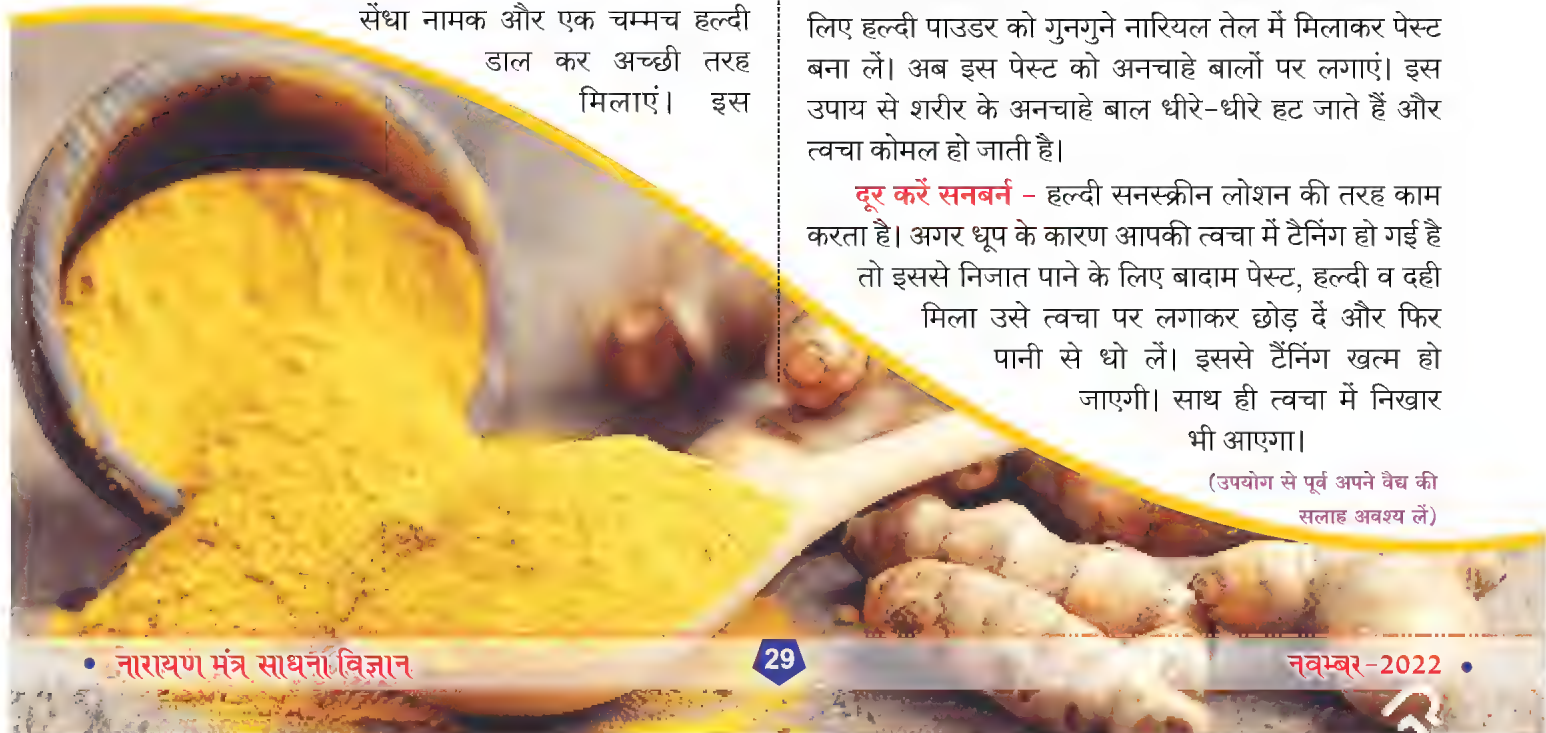 सेंधा नामक और एक चम्मच हल्दी
डाल कर अच्छी तरह
मिलाएं। इस
लिए हल्दी पाउडर को गुनगुने नारियल तेल में मिलाकर पेस्ट
बना लें। अब इस पेस्ट को अनचाहे बालों पर लगाएं। इस
उपाय से शरीर के अनचाहे बाल धीरे-धीरे हट जाते हैं और
त्वचा कोमल हो जाती है।
दूर करें सनबर्न - हल्दी सनस्क्रीन लोशन की तरह काम
करता है। अगर धूप के कारण आपकी त्वचा में टैनिंग हो गई है
तो इससे निजात पाने के लिए बादाम पेस्ट, हल्दी व दही
मिला उसे त्वचा पर लगाकर छोड़ दें और फिर
पानी से धो लें। इससे टैंनिंग खत्म हो
जाएगी। साथ ही त्वचा में निखार
भी आएगा।
(उपयोग से पूर्व अपने वैद्य की
सलाह अवश्य लें)
• नारायण मंत्र साधना विज्ञान
29
नवम्बर-2022 •